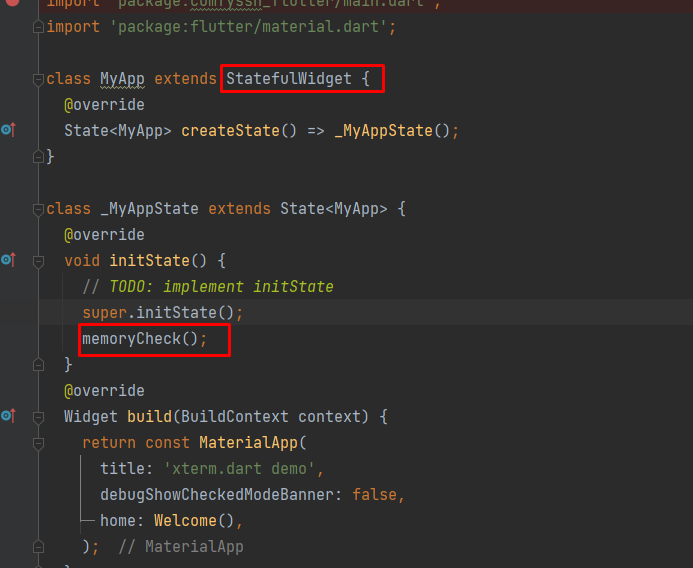 import 'package:comfyssh_flutter/main.dart';
import 'package:flutter/material.dart';
class MyApp extends StatefulWidget {
@override
State<MyApp> createState() => _MyAppState();
}
class _MyAppState extends State<MyApp> {
@override
void initState() {
// TODO: implement initState
super.initState();
memoryCheck();
}
@override
Widget build(BuildContext context) {
return const MaterialApp(
title: 'xterm.dart demo',
debugShowCheckedModeBanner: false,
home: Welcome(),
); // MaterialApp
}